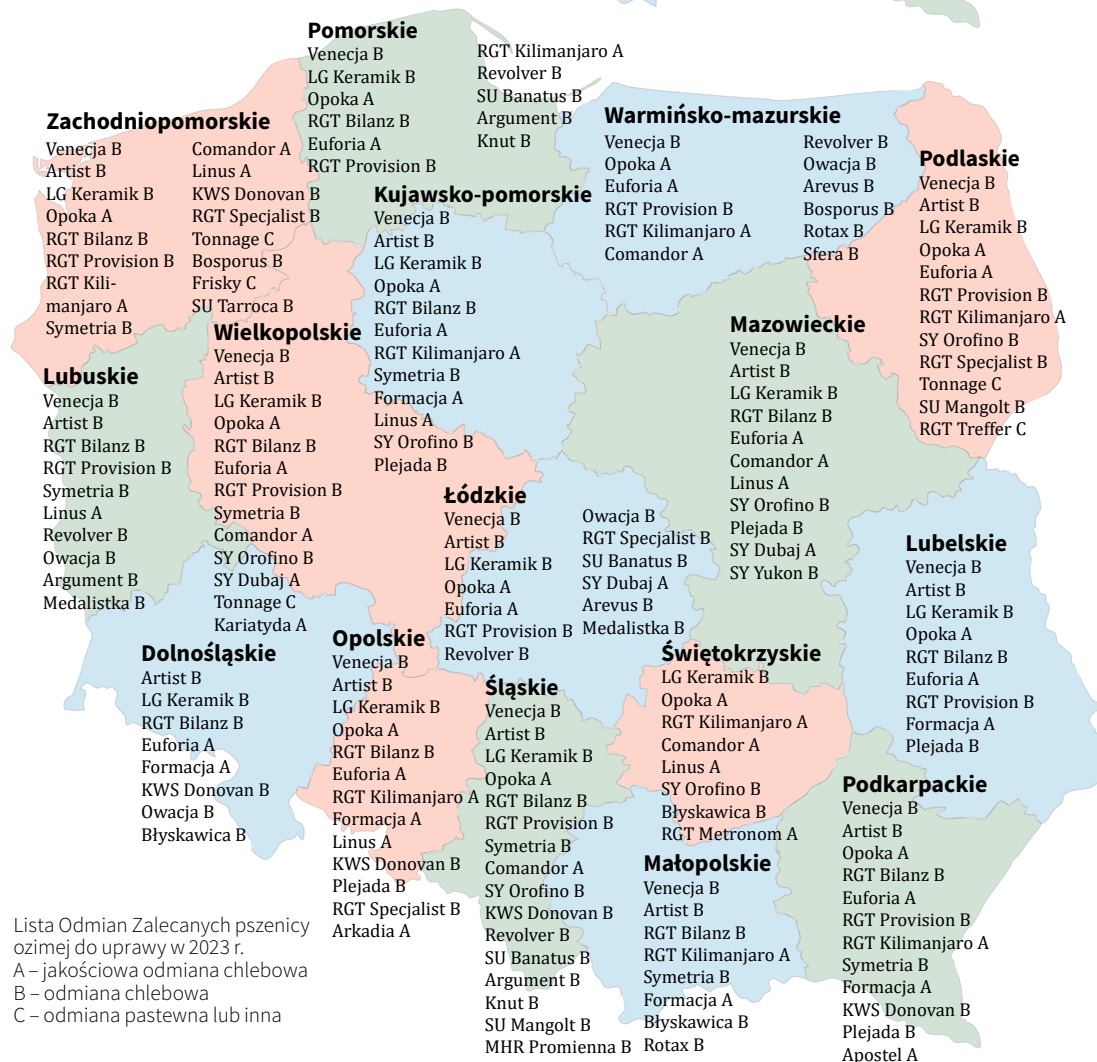 Pomorskie
Venecja B
LG Keramik B
Opoka A
RGT Bilanz B
Euforia A
RGT Provision B
RGT Kilimanjaro A
Revolver B
SU Banatus B
Argument B
Knut B
Zachodniopomorskie
Venecja B
Artist B
LG Keramik B
Opoka A
RGT Bilanz B
RGT Provision B
RGT Kili-
manjaro A
Symetria B
Comandor A
Linus A
KWS Donovan B
RGT Specjalist B
Tonnage C
Bosporus B
Frisky C
SU Tarroca B
Warmińsko-mazurskie
Venecja B
Opoka A
Euforia A
RGT Provision B
RGT Kilimanjaro A
Comandor A
Revolver B
Owacja B
Arevus B
Bosporus B
Rotax B
Sfera B
Podlaskie
Venecja B
Artist B
LG Keramik B
Opoka A
Euforia A
RGT Provision B
RGT Kilimanjaro A
SY Orofino B
RGT Specjalist B
Tonnage C
SU Mangolt B
RGT Treffer C
Kujawsko-pomorskie
Venecja B
Artist B
LG Keramik B
Opoka A
RGT Bilanz B
Euforia A
RGT Kilimanjaro A
Symetria B
Formacja A
Linus A
SY Orofino B
Plejada B
Mazowieckie
Venecja B
Artist B
LG Keramik B
RGT Bilanz B
Euforia A
Comandor A
Linus A
SY Orofino B
Plejada B
SY Dubaj A
SY Yukon B
Wielkopolskie
Venecja B
Artist B
LG Keramik B
Opoka A
RGT Bilanz B
Euforia A
RGT Provision B
Symetria B
Comandor A
SY Orofino B
SY Dubaj A
Tonnage C
Kariatyda A
Lubuskie
Venecja B
Artist B
RGT Bilanz B
RGT Provision B
Symetria B
Linus A
Revolver B
Owacja B
Argument B
Medalistka B
Łódzkie
Venecja B
Artist B
LG Keramik B
Opoka A
Euforia A
RGT Provision B
Revolver B
Owacja B
RGT Specjalist B
SU Banatus B
SY Dubaj A
Arevus B
Medalistka B
Lubelskie
Venecja B
Artist B
LG Keramik B
Opoka A
RGT Bilanz B
Euforia A
RGT Provision B
Formacja A
Plejada B
Dolnośląskie
Artist B
LG Keramik B
RGT Bilanz B
Euforia A
Formacja A
KWS Donovan B
Owacja B
Błyskawica B
Opolskie
Venecja B
Artist B
LG Keramik B
Opoka A
RGT Bilanz B
Euforia A
RGT Kilimanjaro A
Formacja A
Linus A
KWS Donovan B
Plejada B
RGT Specjalist B
Arkadia A
Śląskie
Venecja B
Artist B
LG Keramik B
Opoka A
RGT Bilanz B
RGT Provision B
Symetria B
Comandor A
SY Orofino B
KWS Donovan B
Revolver B
SU Banatus B
Argument B
Knut B
SU Mangolt B
MHR Promienna B
Świętokrzyskie
LG Keramik B
Opoka A
RGT Kilimanjaro A
Comandor A
Linus A
SY Orofino B
Błyskawica B
RGT Metronom A
Małopolskie
Venecja B
Artist B
RGT Bilanz B
RGT Kilimanjaro A
Symetria B
Formacja A
Błyskawica B
Rotax B
Podkarpackie
Venecja B
Artist B
Opoka A
RGT Bilanz B
Euforia A
RGT Provision B
RGT Kilimanjaro A
Symetria B
Formacja A
KWS Donovan B
Plejada B
Apostel A
Lista Odmian Zalecanych pszenicy
ozimej do uprawy w 2023 r.
A – jakościowa odmiana chlebowa
B – odmiana chlebowa
C – odmiana pastewna lub inna